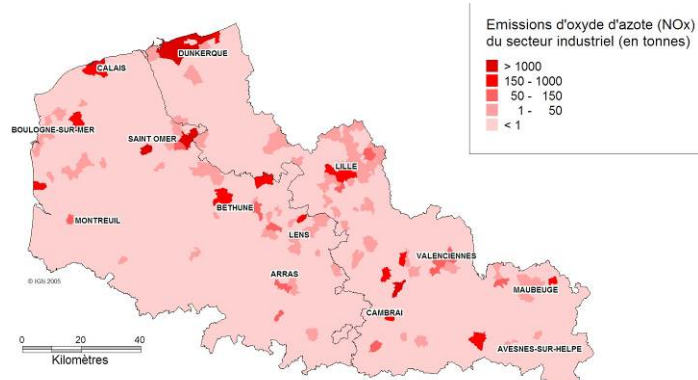 Emissions d'oxyde d'azote (NOx)
du secteur industriel (en tonnes)
> 1000
150 - 1000
50 - 150
1 - 50
< 1
DUNKERQUE
CALAIS
BOULOGNE-SUR-MER
SAINT OMER
LILLE
BETHUNE
MONTREUIL
LENS
VALENCIENNES
ARRAS
MAUBEUGE
© IGN 2005
CAMBRAI
AVESNES-SUR-HELPE
0 20 40
Kilomètres